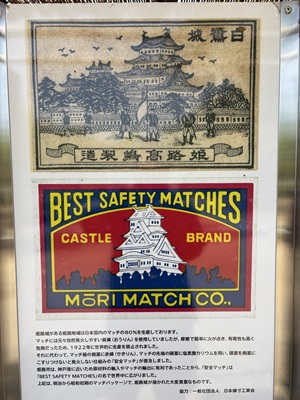 白鷺城
姫路高嶌製造
BEST SAFETY MATCHES
CASTLE BRAND
MŌRI MATCH CO.,
姫路城がある姫路地域は日本国内のマッチの80%を生産しております。
マッチには元々自然発火しやすい黄燐(おうりん)を使用していましたが、摩擦で簡単に火が点き、有毒性も高く
危険だったため、1922年に世界的に生産を禁止されました。
それに代わって、マッチ箱の側薬に赤燐(せきりん)、マッチの先端の頭薬に塩素酸カリウムを用い、頭薬を側薬に
こすりつけないと発火しない仕組みの「安全マッチ」が普及しました。
姫路市は、神戸港に近いため原材料の輸入やマッチの輸出に有利であったことから、「安全マッチ」は
「BEST SAFETY MATCHES」の名で世界中に広がりました。
上記は、明治から昭和初期のマッチパッケージで、姫路城が描かれた大変貴重なものです。
協力:一般社団法人 日本燐寸工業会